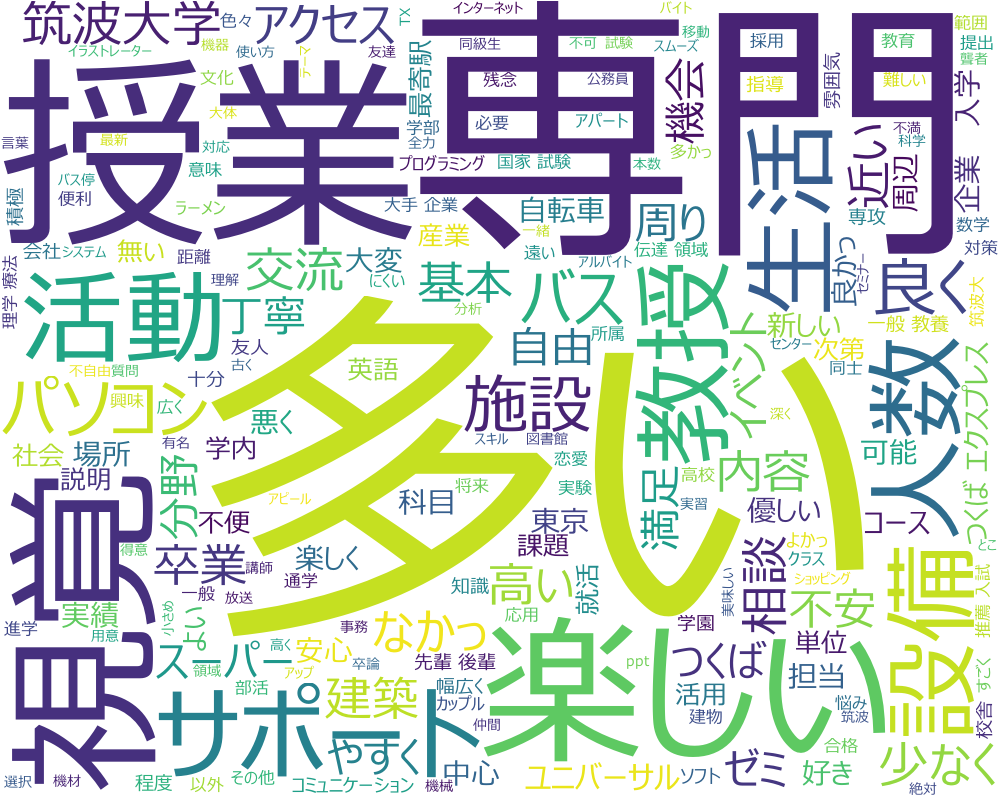 筑波大学
色々
アクセス
TX
インターネット
バイト
移動
範囲
イラストレーター
機器
使い方
テーマ
友達
最寄駅
同級生
不可 試験
スムーズ
採用
教育
提出
聾者
文化
残念
公務員
機会
指導
雰囲気
難しい
入学
授業
専門
大体
学部
必要
アパート
言葉
最新
対応
全力
多かっ
生活
近い
不満
科学
周辺
企業
バス停
意味
プログラミング
国家 試験
本数
積極
便利
ラーメン
大手 企業
自転車
周り
専攻
数学
会社
システム
無い
距離
産業
一緒
遠い
伝達 領域
対策
理学 療法
活動
理解
交流
大変
にくい
基本
アルバイト
バス
教授
良かっ
セミナー
良く
丁寧
分析
所属
イベント
新しい
センター
一般 教養
筑波大
友人
古く
自由
次第
同士
不自由
質問
十分
英語
多い
楽しい
人数
つくば エクスプレス
パソコン
興味
広く
悪く
施設
深く
社会
場所
有名
学内
スキル
図書館
満足
高校
内容
可能
視覚
説明
分野
アピール
将来
恋愛
実験
科目
実習
優しい
コース
得意
不便
楽しく
東京
課題
よかっ
クラス
とこ
設備
卒業
講師
通学
知識
高い
就活
相談
ショッピング
不安
推薦 入試
実績
小さめ
一般
放送
応用
美味しい
進学
用意
よい
高く
事務
なかっ
学園
単位
スーパー
安心
先輩 後輩
つくば
担当
すごく
領域
アップ
卒論
ppt
部活
建築
幅広く
活用
悩み
校舎
サポート
カップル
建物
筑波
仲間
やすく
合格
少なく
選択
機材
程度
以外
その他
コミュニケーション
機械
中心
ユニバーサル
ソフト
ゼミ
好き
絶対